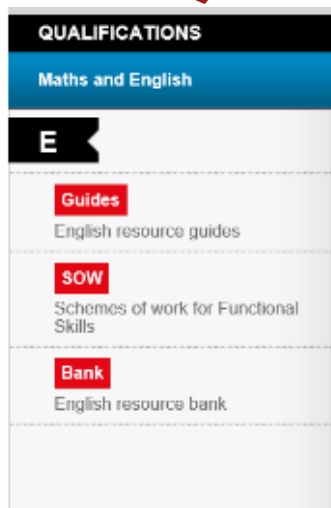 QUALIFICATIONS
Maths and English
E
Guides
English resource guides
SOW
Schemes of work for Functional
Skills
Bank
English resource bank